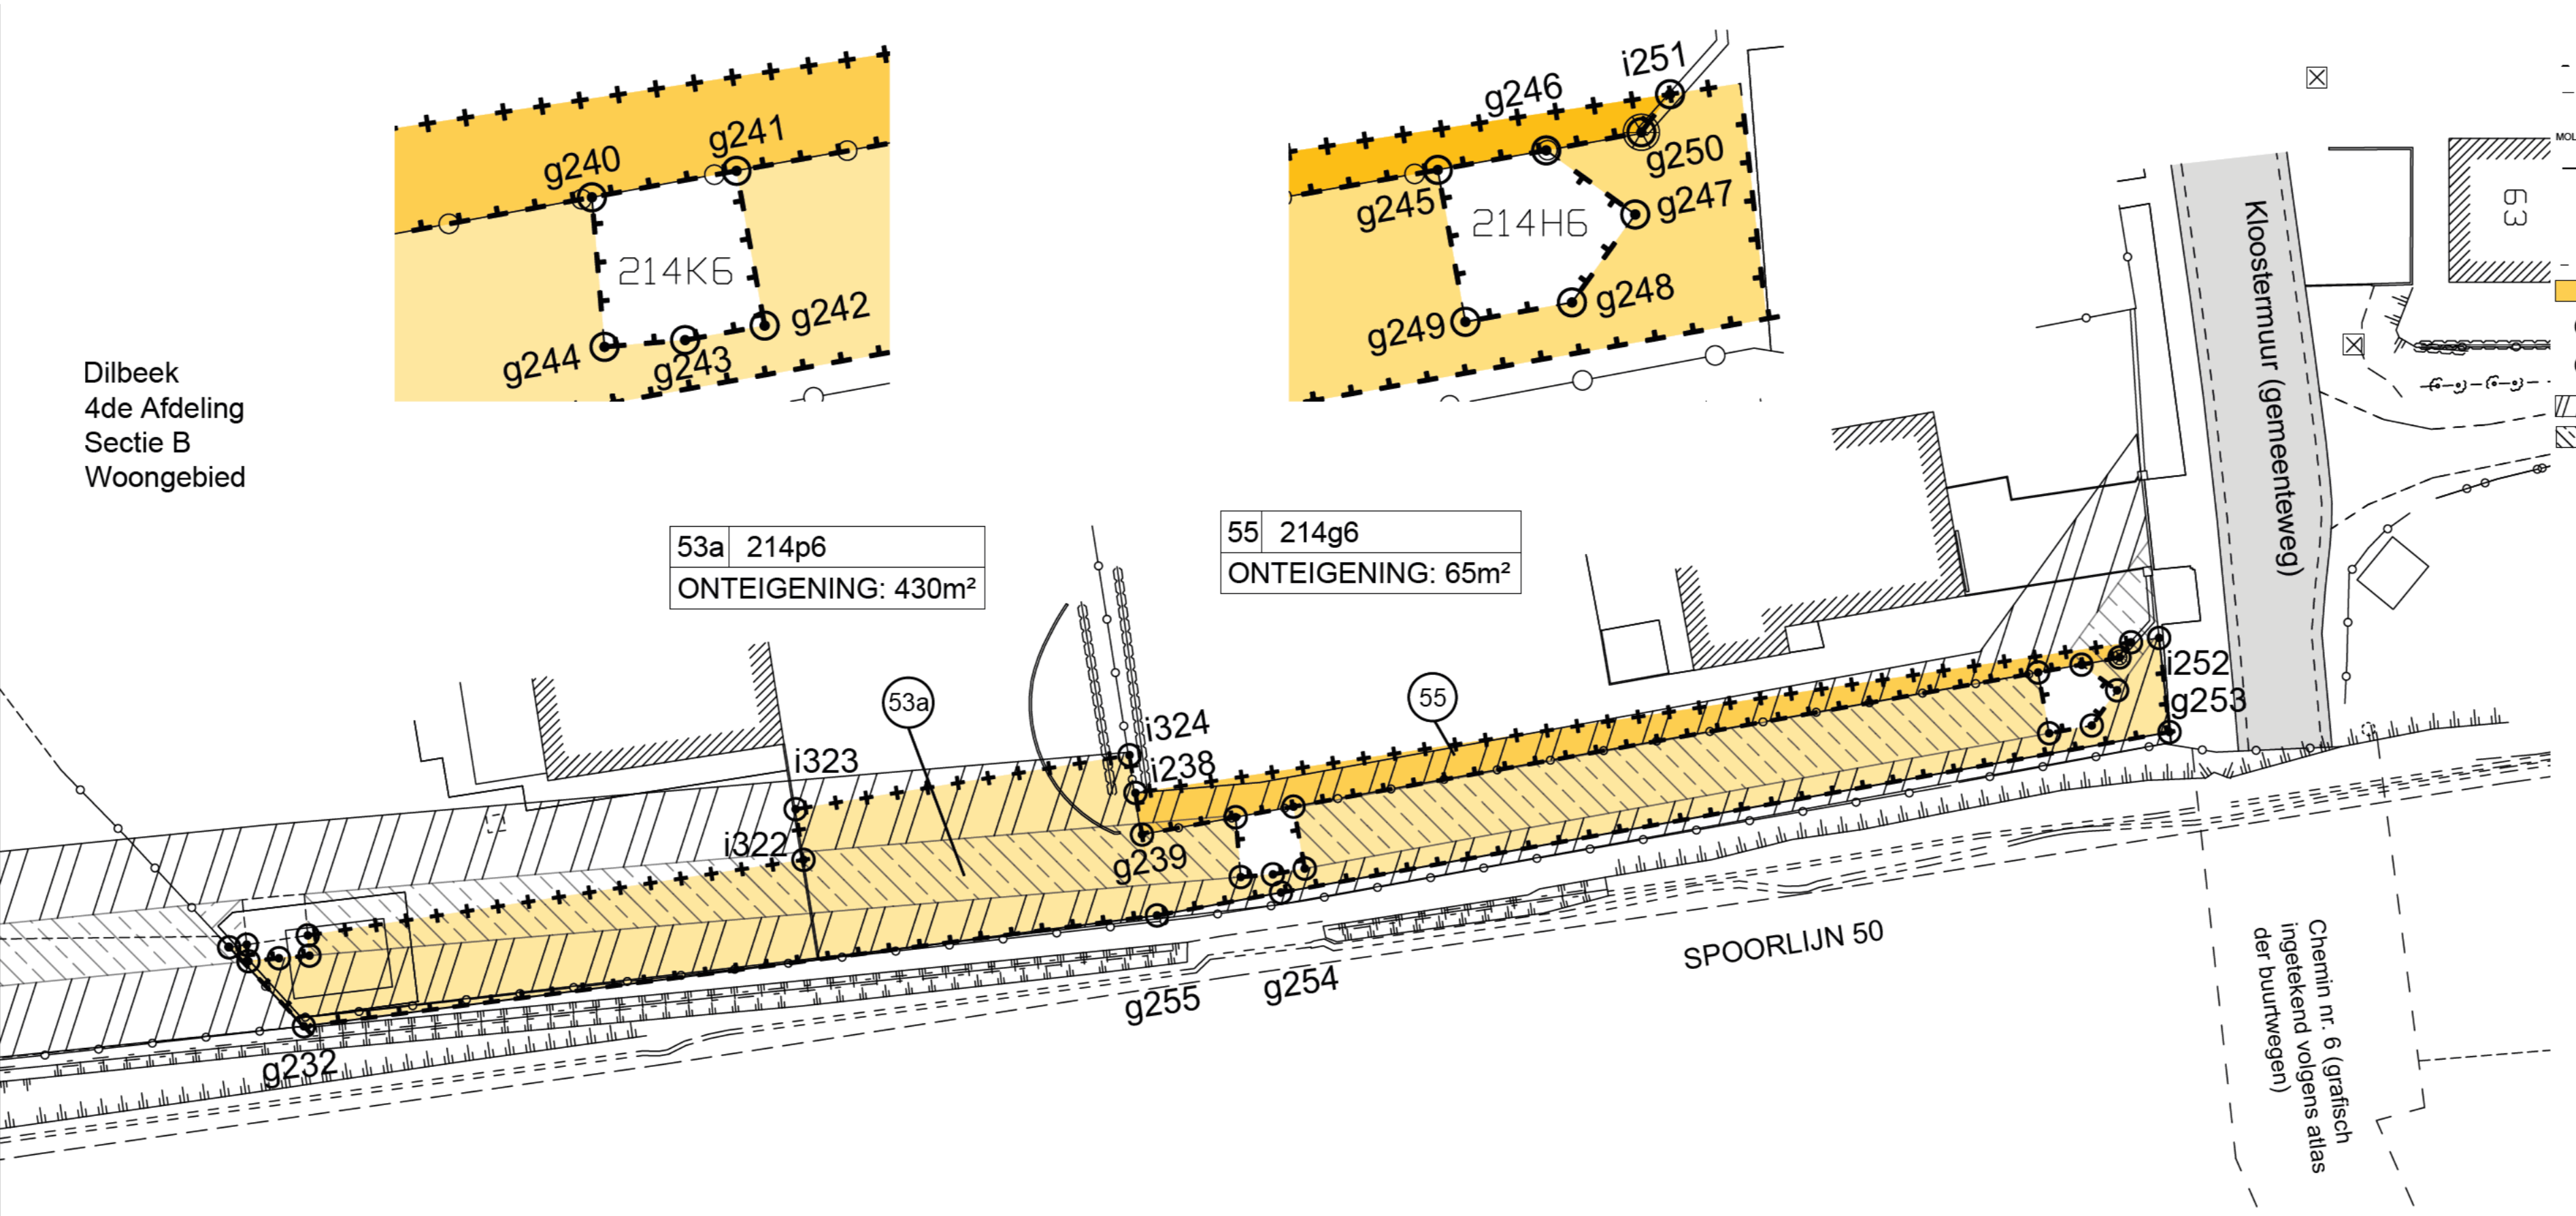 i251
g246
g241
g240
g250
g245
214H6
g247
214K6
g242
g248
g249
g244
g243
MOL
63
Kloostermuur (gemeenteweg)
Dilbeek
4de Afdeling
Sectie B
Woongebied
53a 214p6
ONTEIGENING: 430m²
55 214g6
ONTEIGENING: 65m²
53a
55
i324
i323
i238
i322
g239
i252
g253
SPOORLIJN 50
g255
g254
g232
Chemin nr. 6 (grafisch
ingetekend volgens atlas
der buurtwegen)